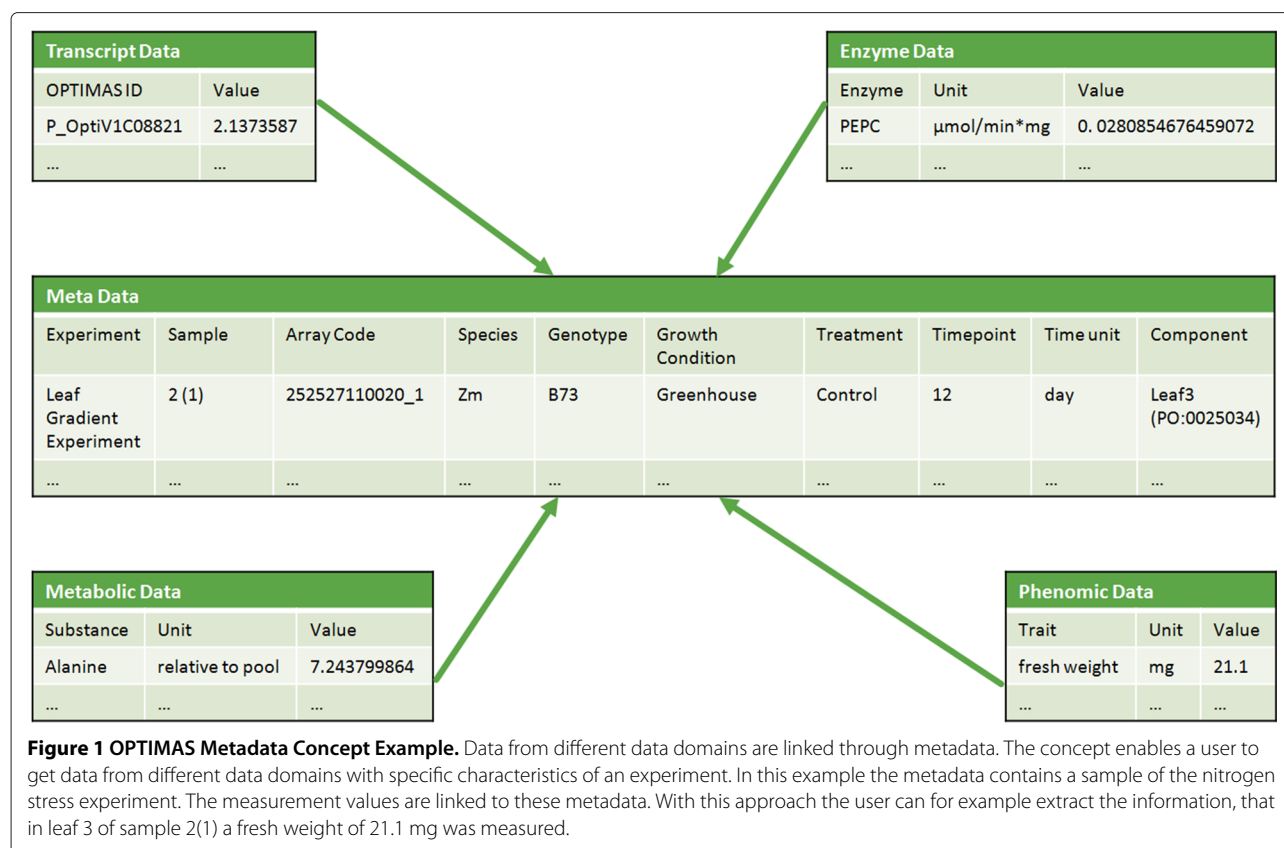 Transcript Data
OPTIMAS ID Value
P_OptiV1C08821 2.1373587
... ...
Enzyme Data
Enzyme Unit Value
PEPC μmol/min*mg 0. 0280854676459072
... ... ...
Meta Data
Experiment Sample Array Code Species Genotype Growth Condition Treatment Timepoint Time unit Component
Leaf Gradient Experiment 2 (1) 252527110020_1 Zm B73 Greenhouse Control 12 day Leaf3 (PO:0025034)
... ... ... ... ... ... ... ... ... ...
Metabolic Data
Substance Unit Value
Alanine relative to pool 7.243799864
... ... ...
Phenomic Data
Trait Unit Value
fresh weight mg 21.1
... ... ...
Figure 1 OPTIMAS Metadata Concept Example. Data from different data domains are linked through metadata. The concept enables a user to
get data from different data domains with specific characteristics of an experiment. In this example the metadata contains a sample of the nitrogen
stress experiment. The measurement values are linked to these metadata. With this approach the user can for example extract the information, that
in leaf 3 of sample 2(1) a fresh weight of 21.1 mg was measured.